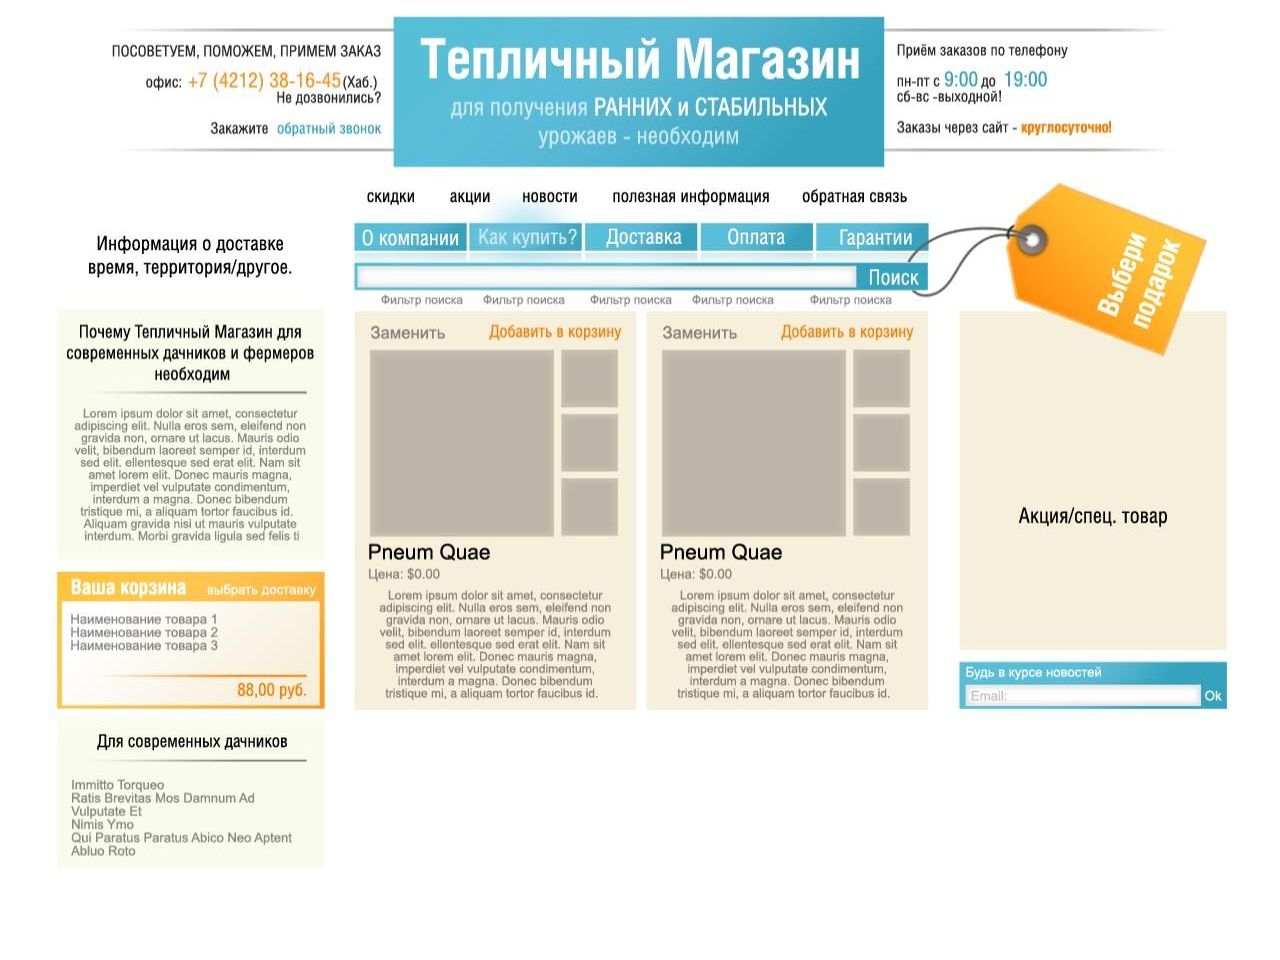 ПОСОВЕТУЕМ, ПОМОЖЕМ, ПРИМЕМ ЗАКАЗ
офис: +7 (4212) 38-16-45(Хаб.)
Не дозвонились?
Закажите обратный звонок
Тепличный Магазин
для получения РАННИХ и СТАБИЛЬНЫХ
урожаев - необходим
Приём заказов по телефону
пн-пт с 9:00 до 19:00
сб-вс -выходной!
Заказы через сайт - круглосуточно!
скидки акции новости полезная информация обратная связь
О компании Как купить? Доставка Оплата Гарантии
Поиск
Фильтр поиска Фильтр поиска Фильтр поиска Фильтр поиска Фильтр поиска
Выбери
подарок
Информация о доставке
время, территория/другое.
Почему Тепличный Магазин для
современных дачников и фермеров
необходим
Lorem ipsum dolor sit amet, consectetur
adipiscing elit. Nulla eros sem, eleifend non
gravida non, ornare ut lacus. Mauris odio
velit, bibendum laoreet semper id, interdum
sed elit. ellentesque sed erat elit, Nam sit
amet lorem elit. Donec mauris magna,
imperdiet vel vulputate condimentum,
interdum a magna. Donec bibendum
tristique mi, a aliquam tortor faucibus id.
Aliquam gravida nisi ut mauris vulputate
interdum. Morbi gravida ligula sed felis ti
Ваша корзина выбрать доставку
Наименование товара 1
Наименование товара 2
Наименование товара 3
88,00 руб.
Для современных дачников
Immitto Torqueo
Ratis Brevitas Mos Damnum Ad
Vulputate Et
Nimis Ymo
Qui Paratus Paratus Abico Neo Aptent
Abluo Roto
Заменить Добавить в корзину
Pneum Quae
Цена: $0.00
Lorem ipsum dolor sit amet, consectetur
adipiscing elit. Nulla eros sem, eleifend non
gravida non, ornare ut lacus. Mauris odio
velit, bibendum laoreet semper id, interdum
sed elit. ellentesque sed erat elit. Nam sit
amet lorem elit. Donec mauris magna,
imperdiet vel vulputate condimentum,
interdum a magna. Donec bibendum
tristique mi, a aliquam tortor faucibus id.
Заменить Добавить в корзину
Pneum Quae
Цена: $0.00
Lorem ipsum dolor sit amet, consectetur
adipiscing elit. Nulla eros sem, eleifend non
gravida non, ornare ut lacus. Mauris odio
velit, bibendum laoreet semper id, interdum
sed elit. ellentesque sed erat elit. Nam sit
amet lorem elit. Donec mauris magna,
imperdiet vel vulputate condimentum,
interdum a magna. Donec bibendum
tristique mi, a aliquam tortor faucibus id.
Акция/спец. товар
Будь в курсе новостей
Email: Ok